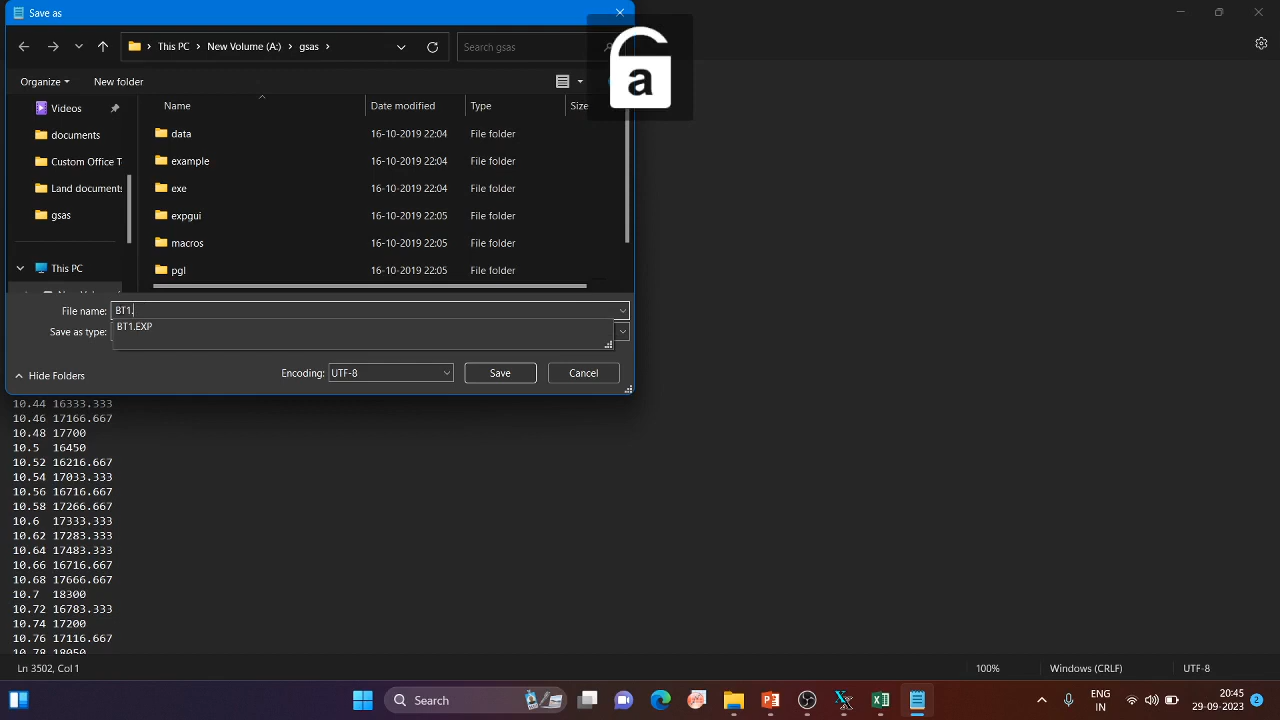 Save as
This PC > New Volume (A:) > gsas >
Search gsas
Organize
New folder
Name
Date modified
Type
Size
Videos
documents
Custom Office T
Land documents
gsas
This PC
data 16-10-2019 22:04 File folder
example 16-10-2019 22:04 File folder
exe 16-10-2019 22:04 File folder
expgui 16-10-2019 22:05 File folder
macros 16-10-2019 22:05 File folder
pgl 16-10-2019 22:05 File folder
a
File name: BT1.
BT1.EXP
Save as type:
Hide Folders
Encoding: UTF-8
Save
Cancel
10.44 16333.333
10.46 17166.667
10.48 17700
10.5 16450
10.52 16216.667
10.54 17033.333
10.56 16716.667
10.58 17266.667
10.6 17333.333
10.62 17283.333
10.64 17483.333
10.66 16716.667
10.68 17666.667
10.7 18300
10.72 16783.333
10.74 17200
10.76 17116.667
10.78 18050
Ln 3502, Col 1
100%
Windows (CRLF)
UTF-8
Search
ENG
IN
20:45
29-09-2023
2